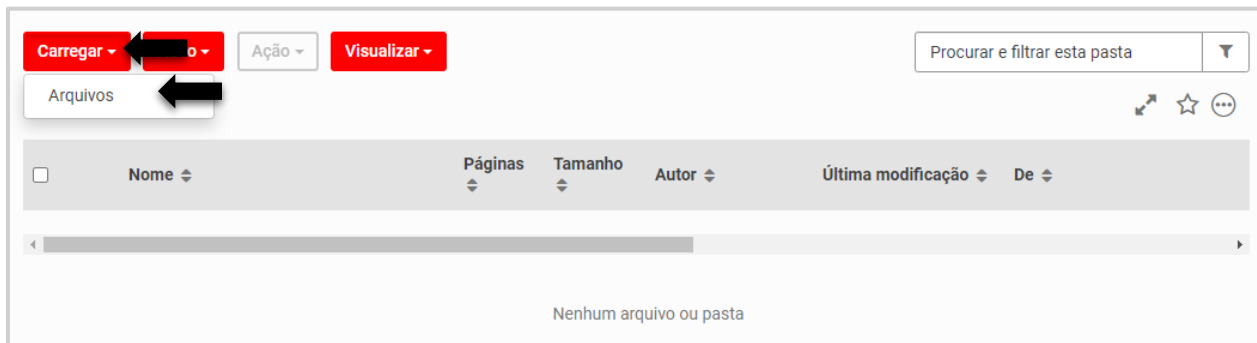 Carregar Ação Visualizar Procurar e filtrar esta pasta
Arquivos
Nome Páginas Tamanho Autor Última modificação De
Nenhum arquivo ou pasta